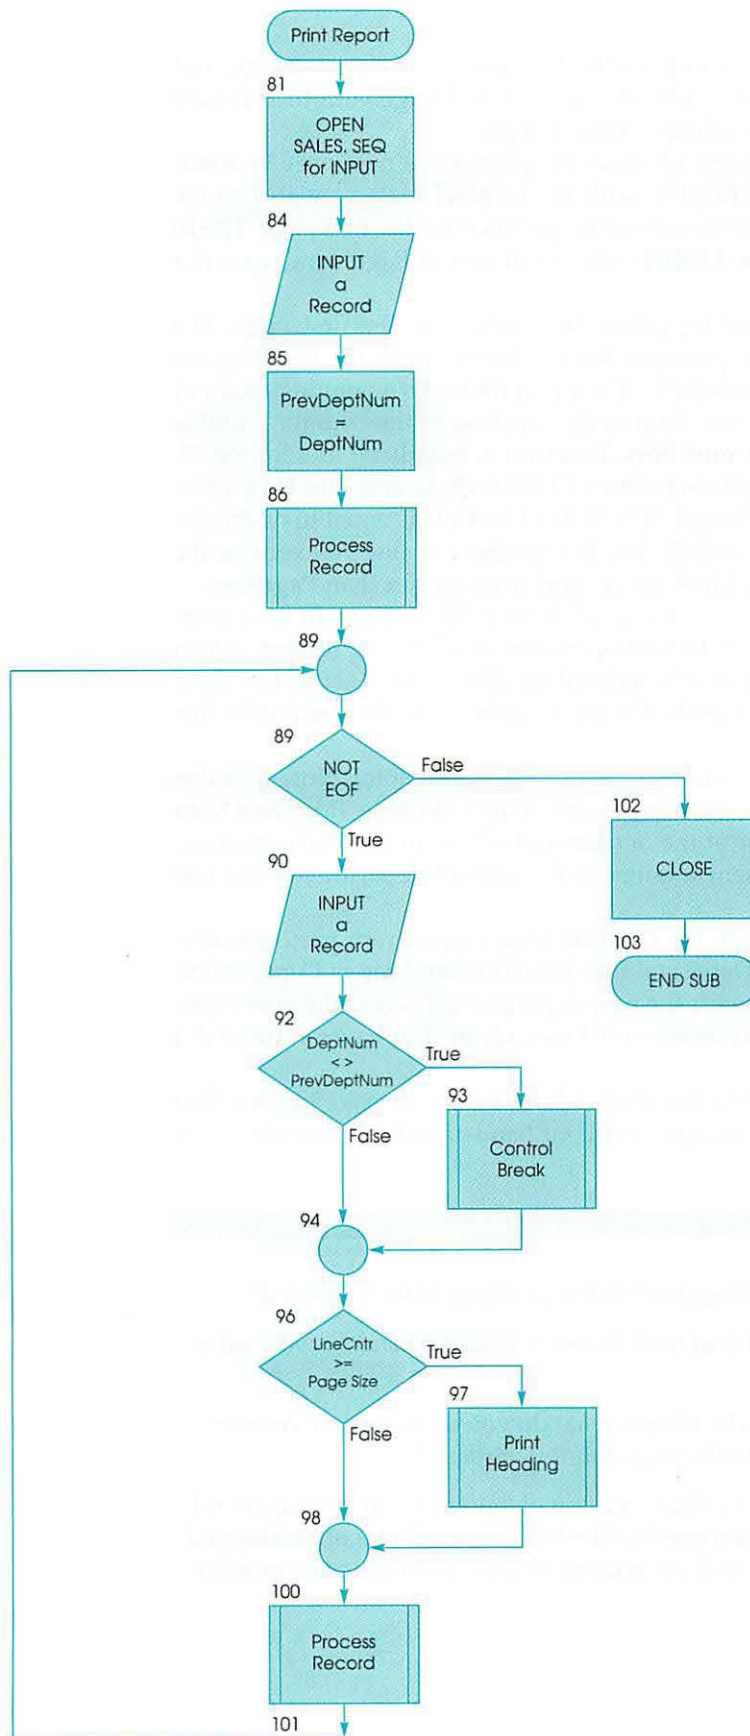 Print Report
81
OPEN
SALES. SEQ
for INPUT
84
INPUT
a
Record
85
PrevDeptNum
=
DeptNum
86
Process
Record
89
89
NOT
EOF
False
True
102
CLOSE
103
END SUB
90
INPUT
a
Record
92
DeptNum
< >
PrevDeptNum
True
False
93
Control
Break
94
96
LineCntr
>=
Page Size
True
False
97
Print
Heading
98
100
Process
Record
101